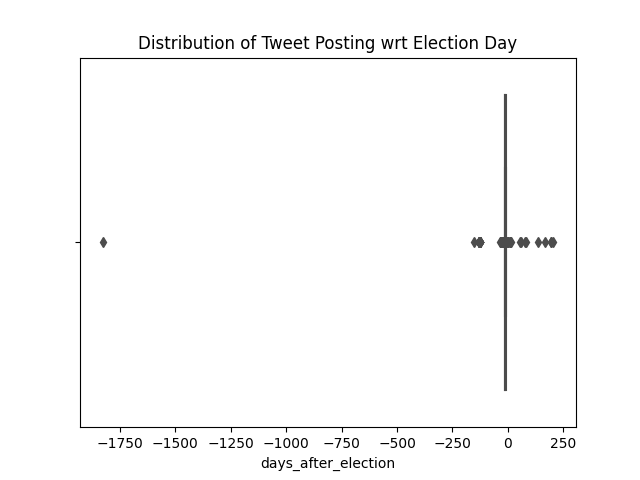 Distribution of Tweet Posting wrt Election Day
−1750 −1500 −1250 −1000 −750 −500 −250 0 250
days_after_election